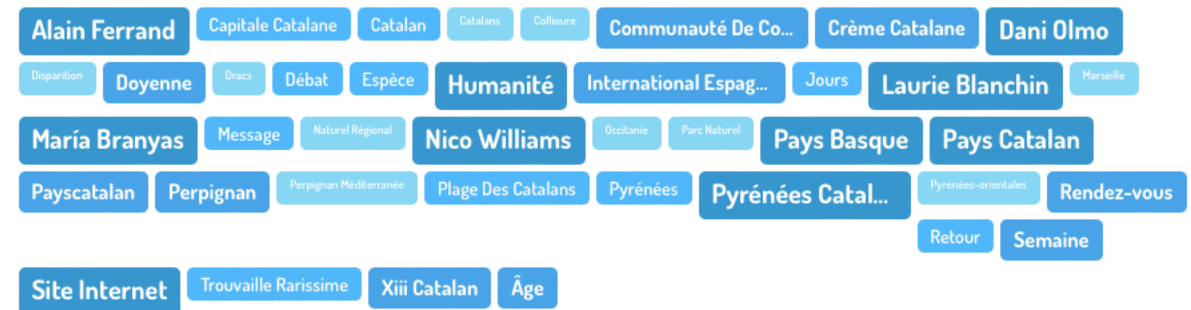 Alain Ferrand Capitale Catalane Catalan Catalans Collioure Communauté De Co... Crème Catalane Dani Olmo
Disparition Doyenne Dracs Débat Espèce Humanité International Espag... Jours Laurie Blanchin Marseille
María Branyas Message Naturel Régional Nico Williams Occitanie Parc Naturel Pays Basque Pays Catalan
Payscatalan Perpignan Perpignan Méditerranée Plage Des Catalans Pyrénées Pyrénées Catal... Pyrénées-orientales Rendez-vous
Retour Semaine
Site Internet Trouvaille Rarissime Xiii Catalan Âge